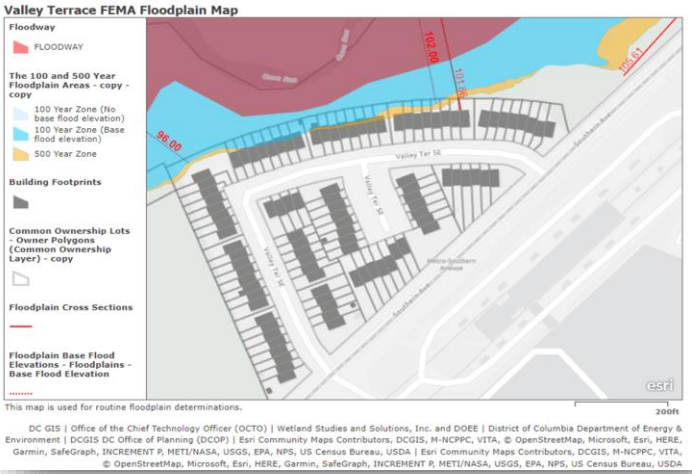 Valley Terrace FEMA Floodplain Map
Floodway
FLOODWAY
The 100 and 500 Year
Floodplain Areas - copy -
copy
100 Year Zone (No
base flood elevation)
100 Year Zone (Base
flood elevation)
500 Year Zone
Building Footprints
Common Ownership Lots
- Owner Polygons
(Common Ownership
Layer) - copy
Floodplain Cross Sections
Floodplain Base Flood
Elevations - Floodplains -
Base Flood Elevation
96.00
102.00
105.61
Southern Ave
Valley Ter SE
Valley Ter SE
Valley Ter SE
Metro-Southern
Avenue
Southern Ave
esri
This map is used for routine floodplain determinations.
200ft
DC GIS | Office of the Chief Technology Officer (OCTO) | Wetland Studies and Solutions, Inc. and DOEE | District of Columbia Department of Energy &
Environment | DCGIS DC Office of Planning (DCOP) | Esri Community Maps Contributors, DCGIS, M-NCPPC, VITA, © OpenStreetMap, Microsoft, Esri, HERE,
Garmin, SafeGraph, INCREMENT P, METI/NASA, USGS, EPA, NPS, US Census Bureau, USDA | Esri Community Maps Contributors, DCGIS, M-NCPPC, VITA,
© OpenStreetMap, Microsoft, Esri, HERE, Garmin, SafeGraph, INCREMENT P, METI/NASA, USGS, EPA, NPS, US Census Bureau, USDA